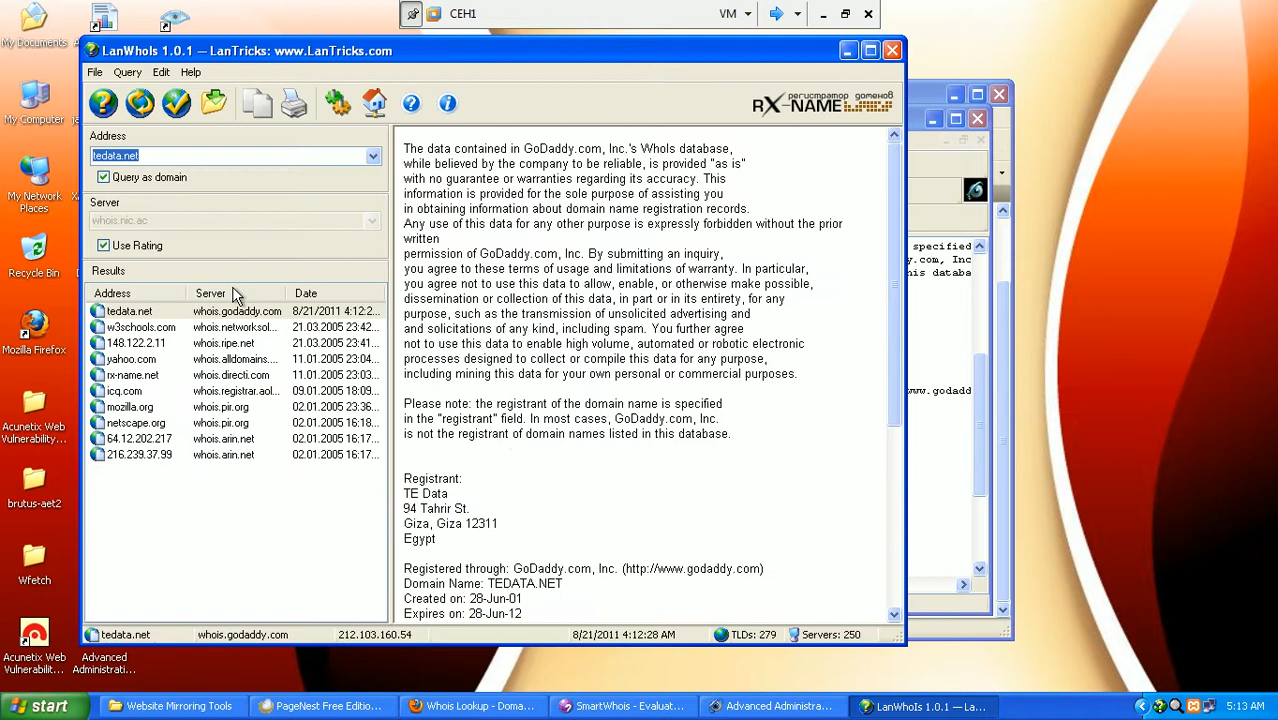 CEH1
VM
My Documents
My Computer
My Network
Places
Recycle Bin
Mozilla Firefox
Acunetix Web
Vulnerability...
brutus-aet2
Wfetch
Acunetix Web
Vulnerabilit...
Advanced
Administrati...
LanWhoIs 1.0.1 — LanTricks: www.LanTricks.com
File Query Edit Help
регистратор доменов
RX-NAME
Address
tedata.net
Query as domain
Server
whois.nic.ac
Use Rating
Results
Address Server Date
tedata.net whois.godaddy.com 8/21/2011 4:12:2...
w3schools.com whois.networksol... 21.03.2005 23:42...
148.122.2.11 whois.ripe.net 21.03.2005 23:41...
yahoo.com whois.alldomains.... 11.01.2005 23:04...
rx-name.net whois.directi.com 11.01.2005 23:03...
icq.com whois.registrar.aol... 09.01.2005 18:09...
mozilla.org whois.pir.org 02.01.2005 23:36...
netscape.org whois.pir.org 02.01.2005 16:18...
64.12.202.217 whois.arin.net 02.01.2005 16:17...
216.239.37.99 whois.arin.net 02.01.2005 16:17...
The data contained in GoDaddy.com, Inc.'s WhoIs database,
while believed by the company to be reliable, is provided "as is"
with no guarantee or warranties regarding its accuracy. This
information is provided for the sole purpose of assisting you
in obtaining information about domain name registration records.
Any use of this data for any other purpose is expressly forbidden without the prior
written
permission of GoDaddy.com, Inc. By submitting an inquiry,
you agree to these terms of usage and limitations of warranty. In particular,
you agree not to use this data to allow, enable, or otherwise make possible,
dissemination or collection of this data, in part or in its entirety, for any
purpose, such as the transmission of unsolicited advertising and
and solicitations of any kind, including spam. You further agree
not to use this data to enable high volume, automated or robotic electronic
processes designed to collect or compile this data for any purpose,
including mining this data for your own personal or commercial purposes.
Please note: the registrant of the domain name is specified
in the "registrant" field. In most cases, GoDaddy.com, Inc.
is not the registrant of domain names listed in this database.
Registrant:
TE Data
94 Tahrir St.
Giza, Giza 12311
Egypt
Registered through: GoDaddy.com, Inc. (http://www.godaddy.com)
Domain Name: TEDATA.NET
Created on: 28-Jun-01
Expires on: 28-Jun-12
specified
dy.com, Inc
is databa
ww.godadd
tedata.net whois.godaddy.com 212.103.160.54 8/21/2011 4:12:28 AM TLDs: 279 Servers: 250
start Website Mirroring Tools PageNest Free Editio... Whois Lookup - Doma... SmartWhois - Evaluat... Advanced Administra... LanWhoIs 1.0.1 — La... 5:13 AM